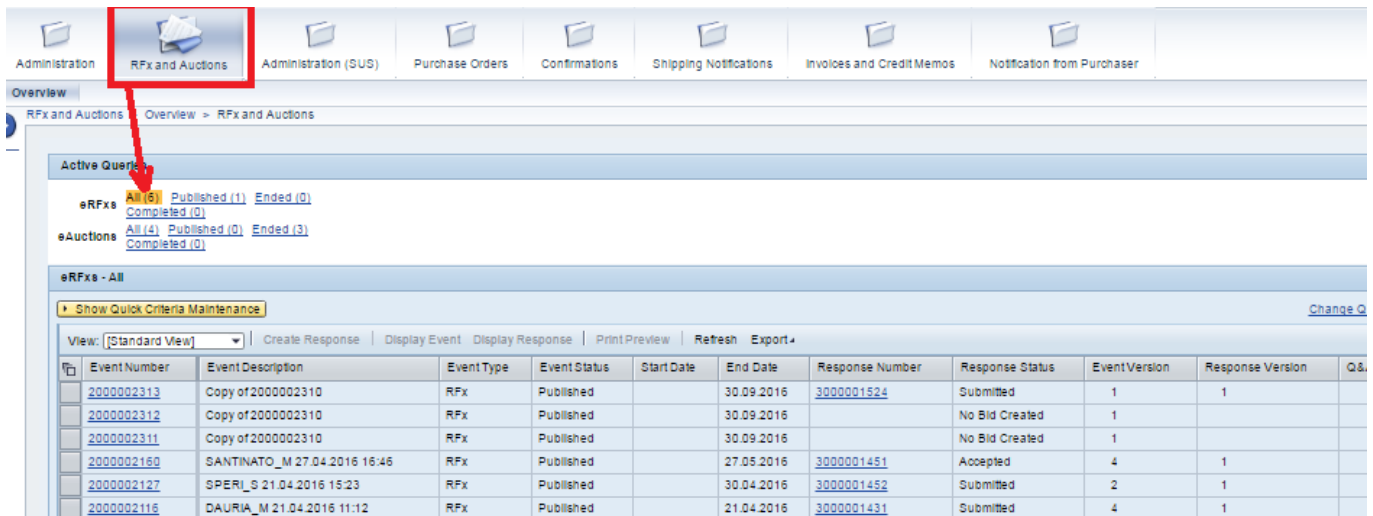 Administration RFx and Auctions Administration (SUS) Purchase Orders Confirmations Shipping Notifications Invoices and Credit Memos Notification from Purchaser
Overview
RFx and Auctions Overview > RFx and Auctions
Active Queries
eRFxs All (6) Published (1) Ended (0)
Completed (0)
eAuctions All (4) Published (0) Ended (3)
Completed (0)
eRFxs - All
Show Quick Criteria Maintenance Change Q
View: [Standard View] Create Response Display Event Display Response Print Preview Refresh Export
Event Number Event Description Event Type Event Status Start Date End Date Response Number Response Status Event Version Response Version Q&
2000002313 Copy of 2000002310 RFx Published 30.09.2016 3000001524 Submitted 1 1
2000002312 Copy of 2000002310 RFx Published 30.09.2016 No Bid Created 1
2000002311 Copy of 2000002310 RFx Published 30.09.2016 No Bid Created 1
2000002160 SANTINATO_M 27.04.2016 16:46 RFx Published 27.05.2016 3000001451 Accepted 4 1
2000002127 SPERI_S 21.04.2016 15:23 RFx Published 30.04.2016 3000001452 Submitted 2 1
2000002116 DAURIA_M 21.04.2016 11:12 RFx Published 21.04.2016 3000001431 Submitted 4 1